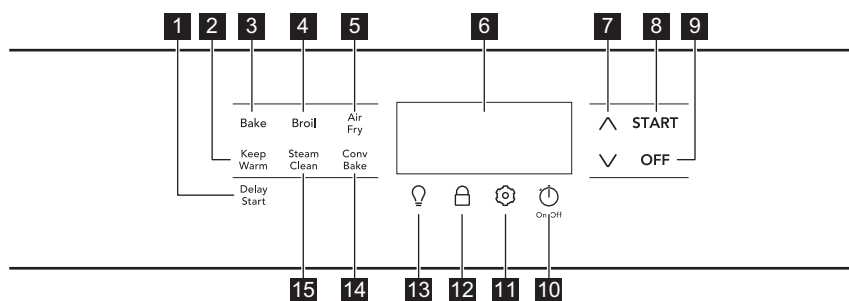 1 2 3 4 5 6 7 8 9
Bake Broil Air
Fry
START
Keep
Warm
Steam
Clean
Conv
Bake
OFF
Delay
Start
On Off
15 14 13 12 11 10